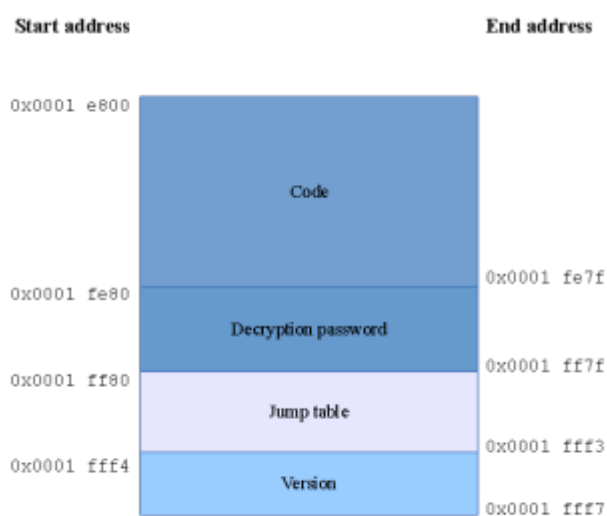 Start address
End address
0x0001 e800
Code
0x0001 fe7f
0x0001 fe80
Decryption password
0x0001 ff7f
0x0001 ff80
Jump table
0x0001 fff3
0x0001 fff4
Version
0x0001 fff7